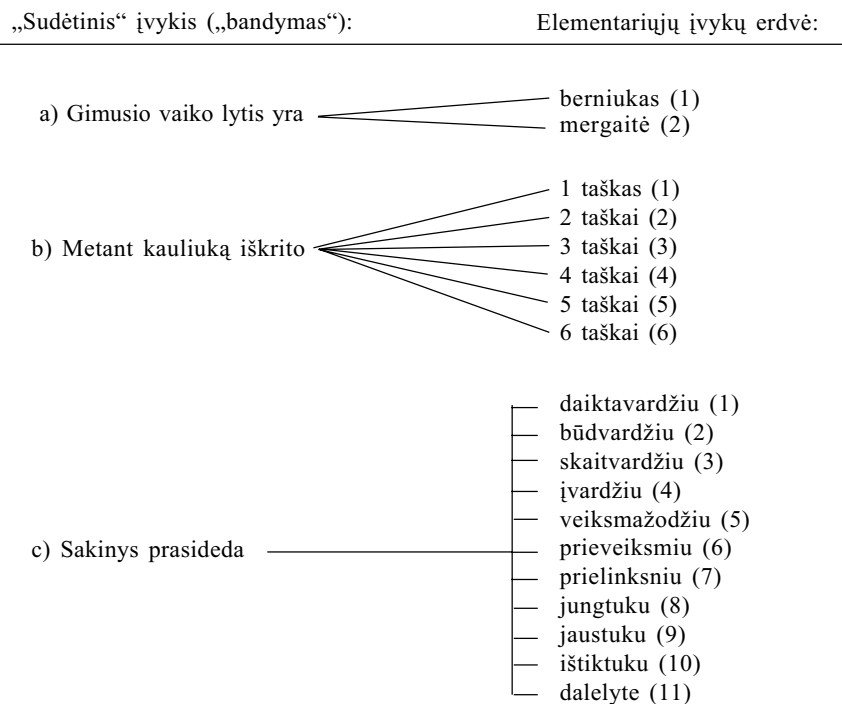 „Sudėtinis“ įvykis („bandymas“): Elementariųjų įvykų erdvė:
a) Gimusio vaiko lytis yra
berniukas (1)
mergaitė (2)
b) Metant kauliuką iškrito
1 taškas (1)
2 taškai (2)
3 taškai (3)
4 taškai (4)
5 taškai (5)
6 taškai (6)
c) Sakinys prasideda
daiktavardžiu (1)
būdvardžiu (2)
skaitvardžiu (3)
įvardžiu (4)
veiksmažodžiu (5)
prieveiksmiu (6)
prielinksniu (7)
jungtuku (8)
jaustuku (9)
ištiktuku (10)
dalelyte (11)